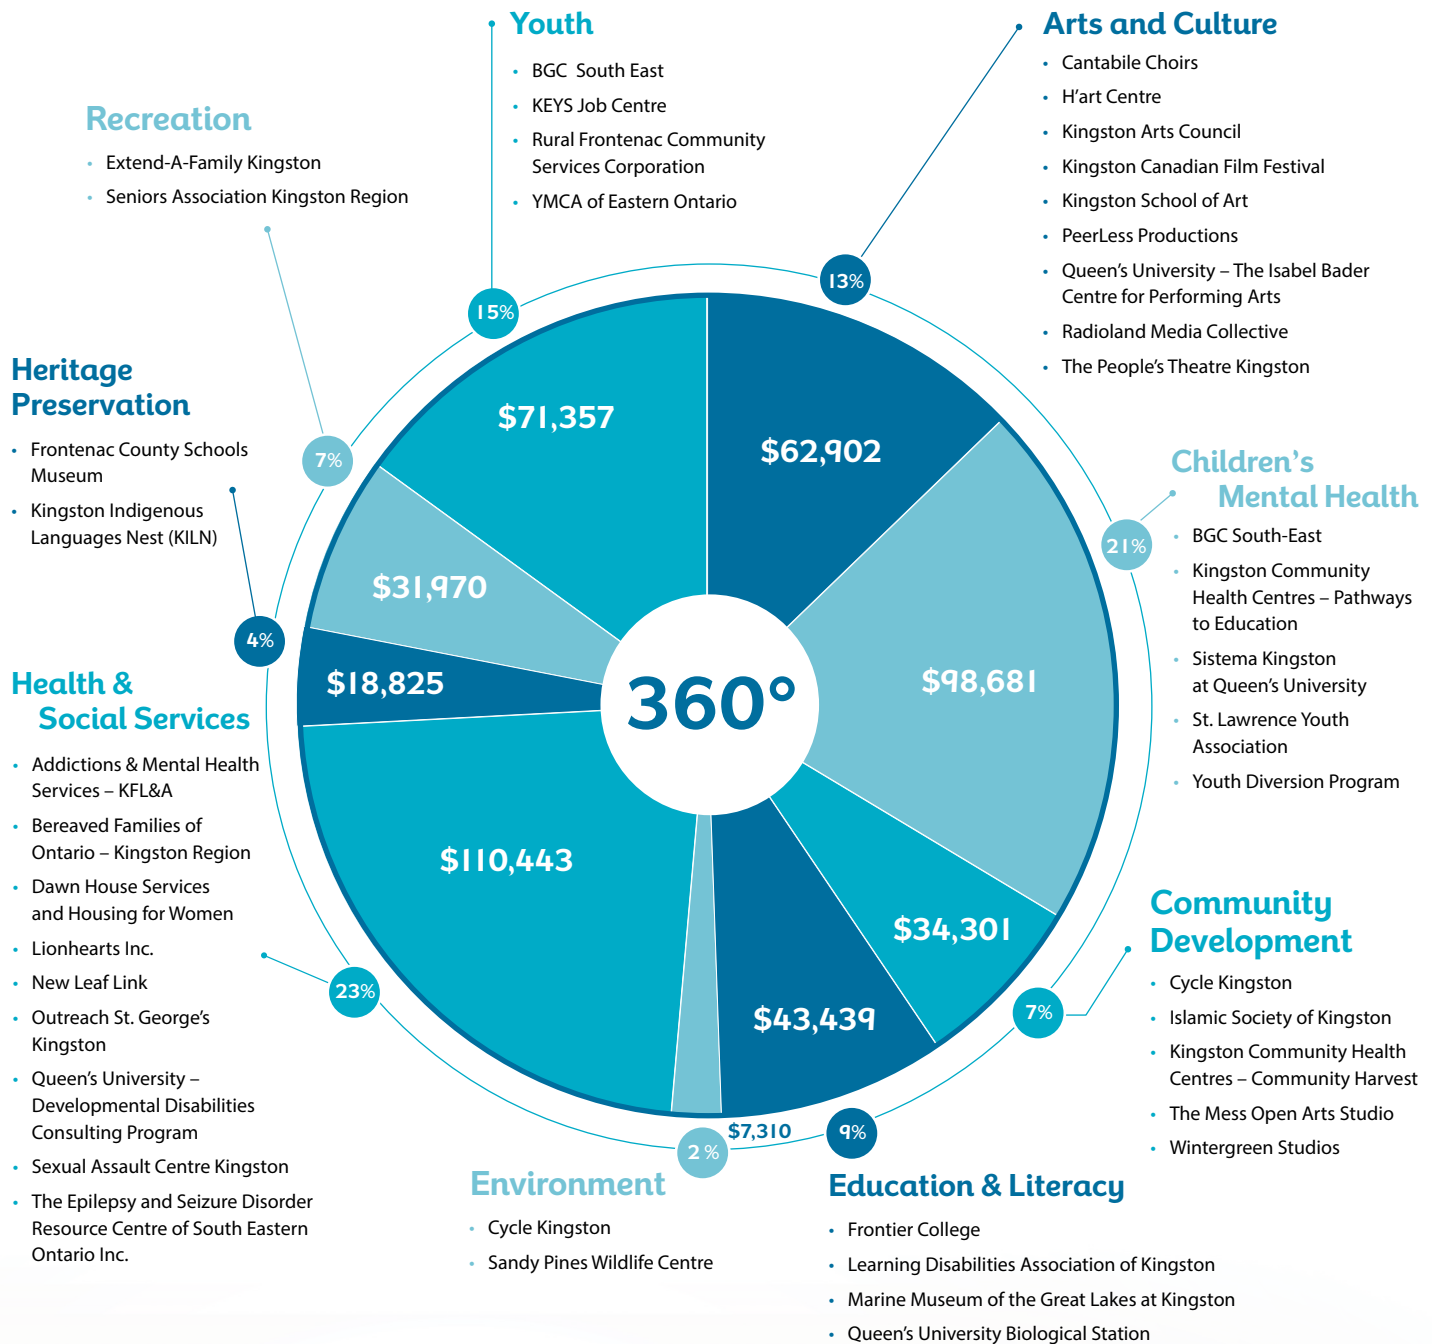 Youth
• BGC  South East
• KEYS Job Centre
• Rural Frontenac Community
Services Corporation
• YMCA of Eastern Ontario
Arts and Culture
• Cantabile Choirs
• H’art Centre
• Kingston Arts Council
• Kingston Canadian Film Festival
• Kingston School of Art
• PeerLess Productions
• Queen’s University – The Isabel Bader
Centre for Performing Arts
• Radioland Media Collective
• The People’s Theatre Kingston
Recreation
• Extend-A-Family Kingston
• Seniors Association Kingston Region
Heritage
Preservation
• Frontenac County Schools
Museum
• Kingston Indigenous
Languages Nest (KILN)
Children’s
Mental Health
• BGC South-East
• Kingston Community
Health Centres – Pathways
to Education
• Sistema Kingston
at Queen’s University
• St. Lawrence Youth
Association
• Youth Diversion Program
13%
15%
7%
21%
4%
23%
7%
9%
2 %
$71,357
$62,902
$31,970
$98,681
$18,825
360°
$110,443
$34,301
$43,439
$7,310
Health &
Social Services
• Addictions & Mental Health
Services – KFL&A
• Bereaved Families of
Ontario – Kingston Region
• Dawn House Services
and Housing for Women
• Lionhearts Inc.
• New Leaf Link
• Outreach St. George’s
Kingston
• Queen’s University –
Developmental Disabilities
Consulting Program
• Sexual Assault Centre Kingston
• The Epilepsy and Seizure Disorder
Resource Centre of South Eastern
Ontario Inc.
Community
Development
• Cycle Kingston
• Islamic Society of Kingston
• Kingston Community Health
Centres – Community Harvest
• The Mess Open Arts Studio
• Wintergreen Studios
Environment
• Cycle Kingston
• Sandy Pines Wildlife Centre
Education & Literacy
• Frontier College
• Learning Disabilities Association of Kingston
• Marine Museum of the Great Lakes at Kingston
• Queen’s University Biological Station